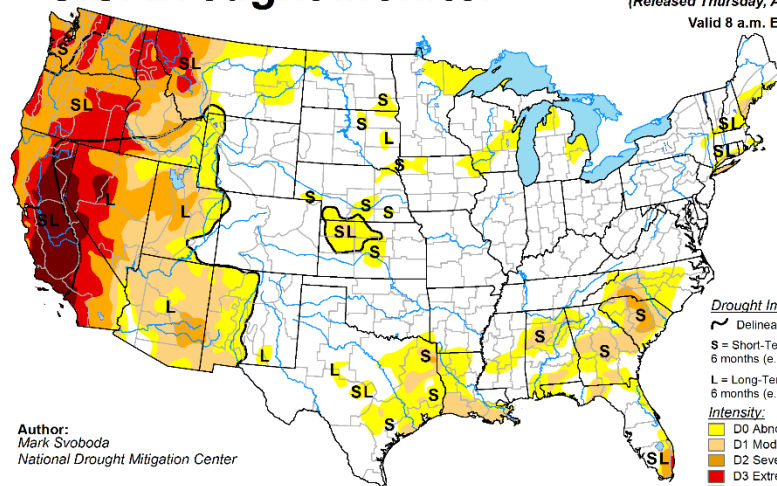 (Released Thursday, A
Valid 8 a.m. E
S
SL
SL
S
S
L
S
SL
SL
SL
L
L
S
S
S
SL
S
L
L
L
SL
S
S
S
S
S
S
SL
Drought In
Delinea
S = Short-Te
6 months (e.
L = Long-Ter
6 months (e.
Intensity:
D0 Abno
D1 Mod
D2 Seve
D3 Extre
Author:
Mark Svoboda
National Drought Mitigation Center